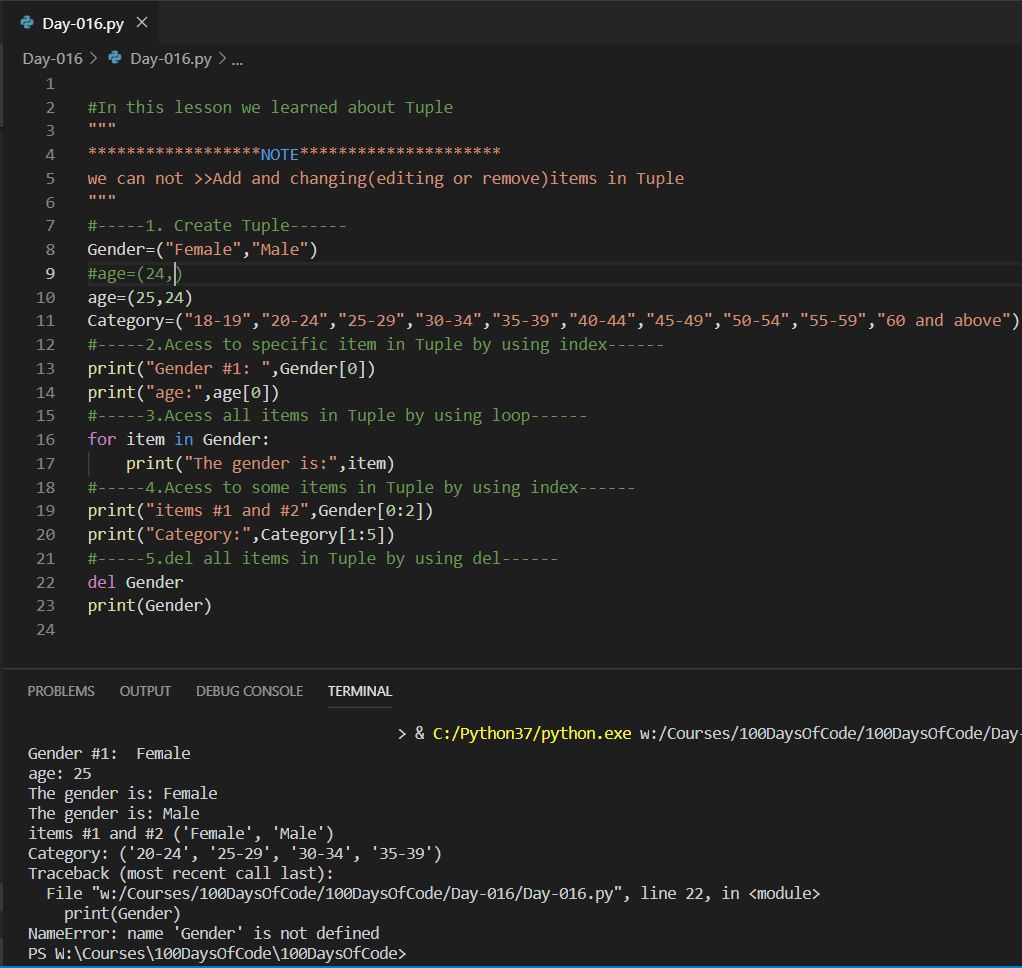 Day-016.py ×
Day-016 > Day-016.py > ...
1
2 #In this lesson we learned about Tuple
3 """
4 ******************NOTE*********************
5 we can not >>Add and changing(editing or remove)items in Tuple
6 """
7 #-----1. Create Tuple------
8 Gender=("Female","Male")
9 #age=(24,)
10 age=(25,24)
11 Category=("18-19","20-24","25-29","30-34","35-39","40-44","45-49","50-54","55-59","60 and above")
12 #-----2.Acess to specific item in Tuple by using index------
13 print("Gender #1: ",Gender[0])
14 print("age:",age[0])
15 #-----3.Acess all items in Tuple by using loop------
16 for item in Gender:
17     print("The gender is:",item)
18 #-----4.Acess to some items in Tuple by using index------
19 print("items #1 and #2",Gender[0:2])
20 print("Category:",Category[1:5])
21 #-----5.del all items in Tuple by using del------
22 del Gender
23 print(Gender)
24
PROBLEMS OUTPUT DEBUG CONSOLE TERMINAL
> & C:/Python37/python.exe w:/Courses/100DaysOfCode/100DaysOfCode/Day-
Gender #1:  Female
age: 25
The gender is: Female
The gender is: Male
items #1 and #2 ('Female', 'Male')
Category: ('20-24', '25-29', '30-34', '35-39')
Traceback (most recent call last):
  File "w:/Courses/100DaysOfCode/100DaysOfCode/Day-016/Day-016.py", line 22, in <module>
    print(Gender)
NameError: name 'Gender' is not defined
PS W:\Courses\100DaysOfCode\100DaysOfCode>